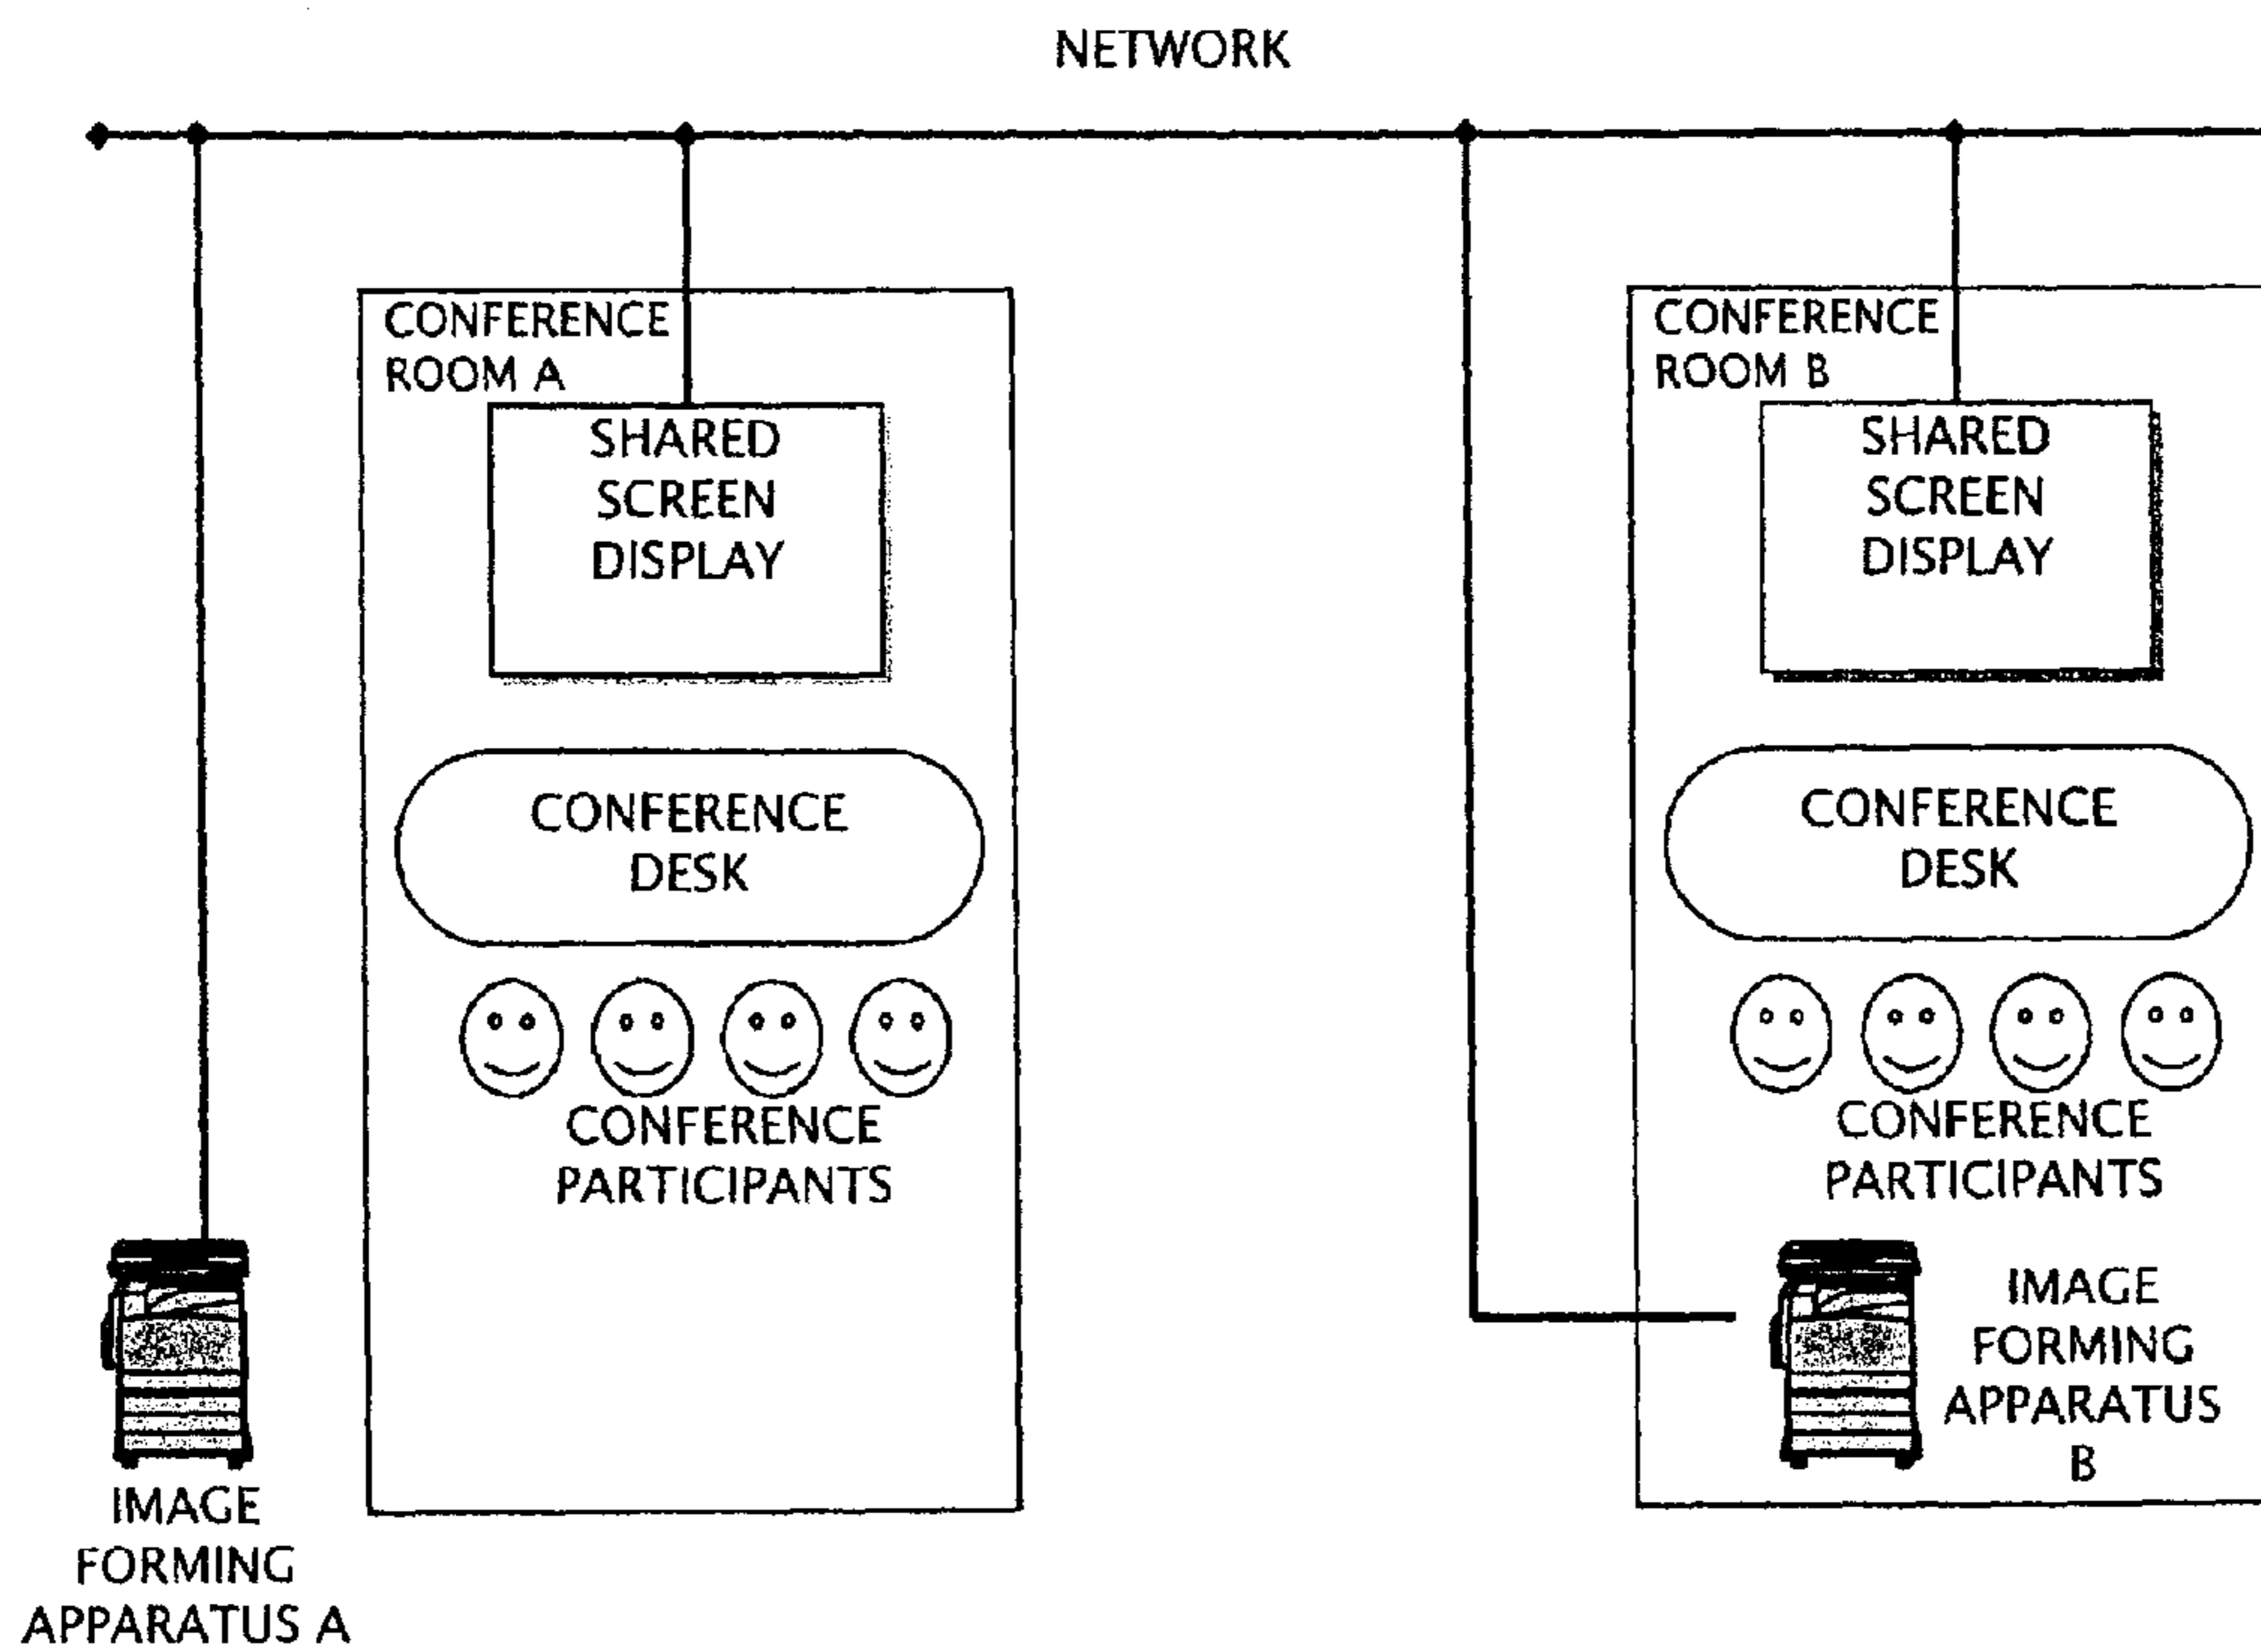 NETWORK
CONFERENCE
ROOM A
SHARED
SCREEN
DISPLAY
CONFERENCE
DESK
CONFERENCE
PARTICIPANTS
IMAGE
FORMING
APPARATUS A
CONFERENCE
ROOM B
SHARED
SCREEN
DISPLAY
CONFERENCE
DESK
CONFERENCE
PARTICIPANTS
IMAGE
FORMING
APPARATUS
B